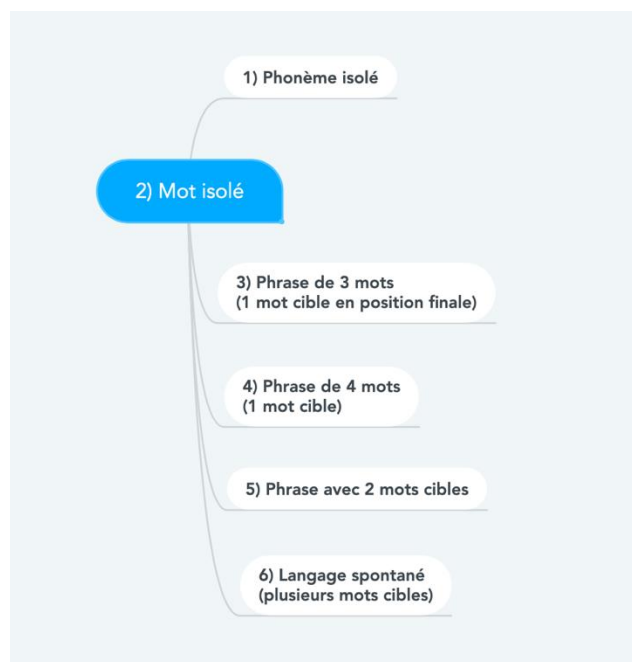 1) Phonème isolé
2) Mot isolé
3) Phrase de 3 mots
(1 mot cible en position finale)
4) Phrase de 4 mots
(1 mot cible)
5) Phrase avec 2 mots cibles
6) Langage spontané
(plusieurs mots cibles)